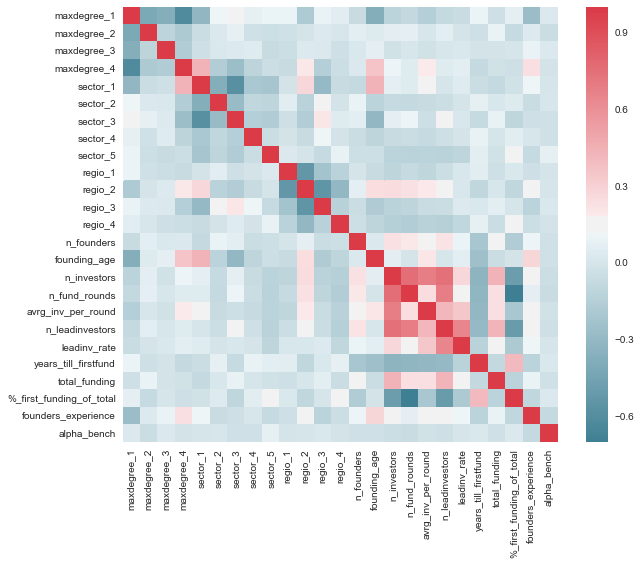 maxdegree_1
maxdegree_2
maxdegree_3
maxdegree_4
sector_1
sector_2
sector_3
sector_4
sector_5
regio_1
regio_2
regio_3
regio_4
n_founders
founding_age
n_investors
n_fund_rounds
avrg_inv_per_round
n_leadinvestors
leadinv_rate
years_till_firstfund
total_funding
%_first_funding_of_total
founders_experience
alpha_bench
maxdegree_1
maxdegree_2
maxdegree_3
maxdegree_4
sector_1
sector_2
sector_3
sector_4
sector_5
regio_1
regio_2
regio_3
regio_4
n_founders
founding_age
n_investors
n_fund_rounds
avrg_inv_per_round
n_leadinvestors
leadinv_rate
years_till_firstfund
total_funding
%_first_funding_of_total
founders_experience
alpha_bench
0.9
0.6
0.3
0.0
−0.3
−0.6